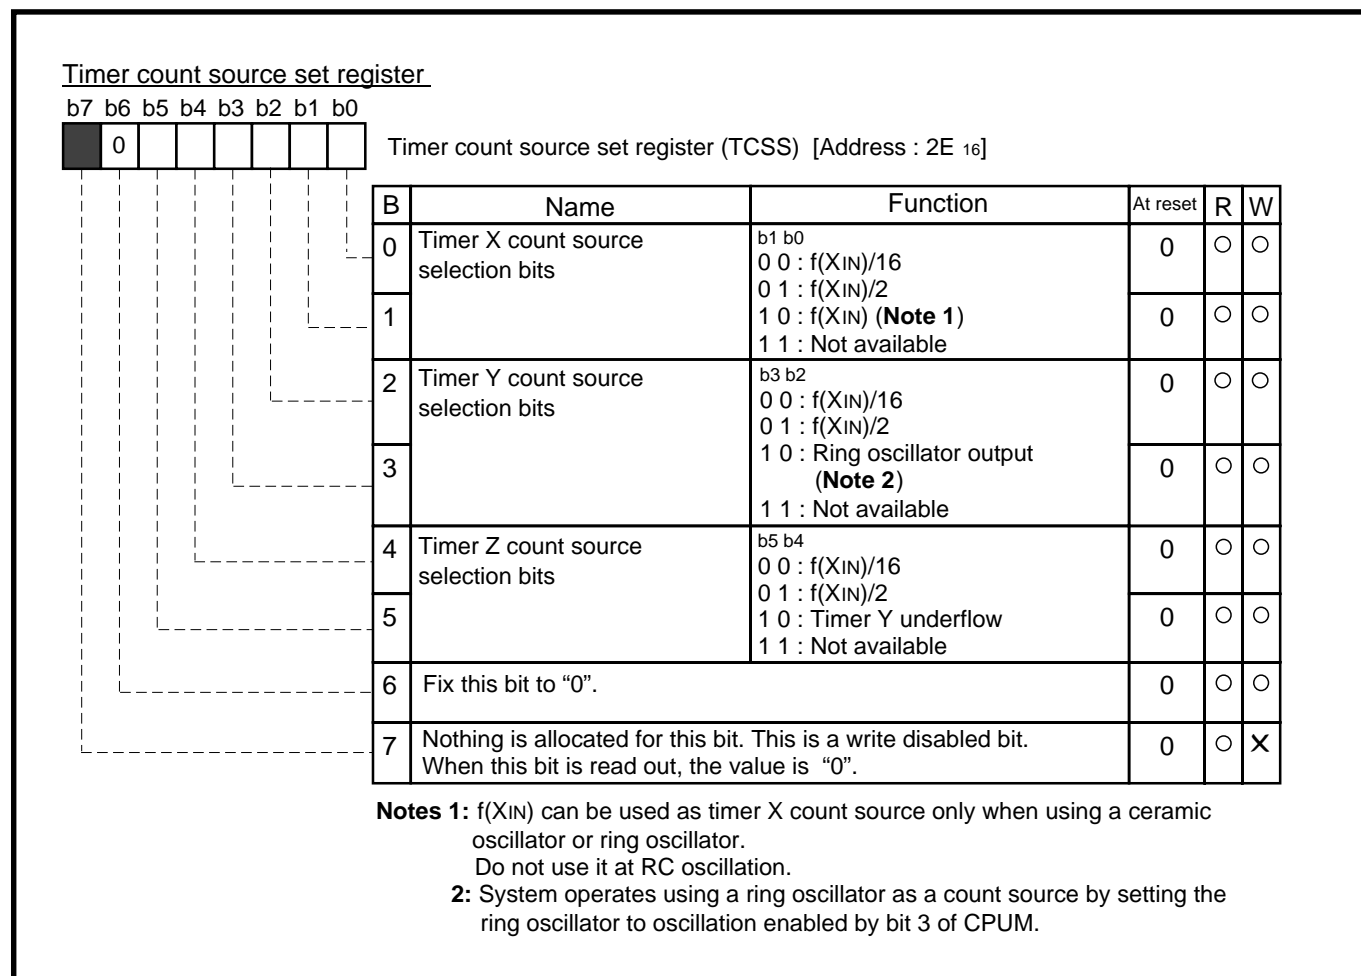 Timer count source set register
b7 b6 b5 b4 b3 b2 b1 b0
0
Timer count source set register (TCSS) [Address : 2E 16]
B Name Function At reset R W
0 Timer X count source selection bits
b1 b0
0 0 : f(XIN)/16
0 1 : f(XIN)/2
1 0 : f(XIN) (Note 1)
1 1 : Not available
0 ○ ○
1 0 ○ ○
2 Timer Y count source selection bits
b3 b2
0 0 : f(XIN)/16
0 1 : f(XIN)/2
1 0 : Ring oscillator output
(Note 2)
1 1 : Not available
0 ○ ○
3 0 ○ ○
4 Timer Z count source selection bits
b5 b4
0 0 : f(XIN)/16
0 1 : f(XIN)/2
1 0 : Timer Y underflow
1 1 : Not available
0 ○ ○
5 0 ○ ○
6 Fix this bit to “0”. 0 ○ ○
7 Nothing is allocated for this bit. This is a write disabled bit.
When this bit is read out, the value is “0”.
0 ○ ×
Notes 1: f(XIN) can be used as timer X count source only when using a ceramic
oscillator or ring oscillator.
Do not use it at RC oscillation.
2: System operates using a ring oscillator as a count source by setting the
ring oscillator to oscillation enabled by bit 3 of CPUM.